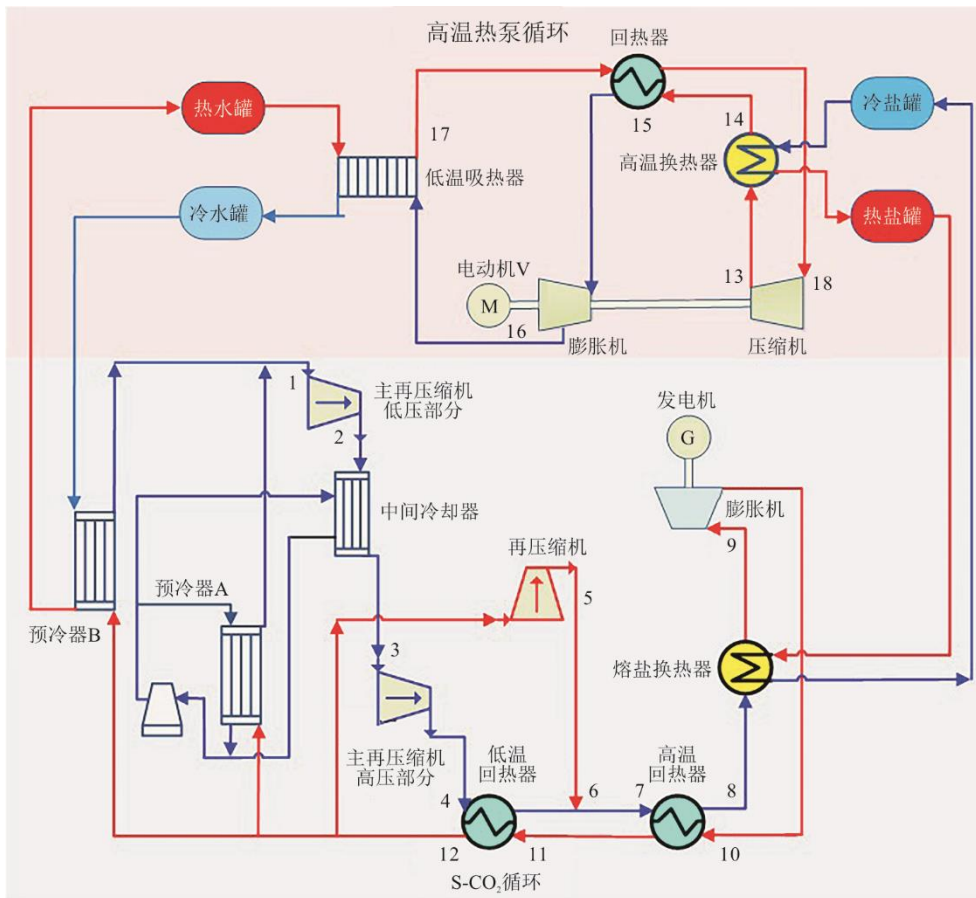 高温热泵循环
回热器
热水罐
17
15
14
冷盐罐
低温吸热器
高温换热器
冷水罐
热盐罐
电动机V
M
16
膨胀机
13
18
压缩机
1
主再压缩机
低压部分
2
发电机
G
中间冷却器
膨胀机
9
再压缩机
5
预冷器A
预冷器B
3
熔盐换热器
主再压缩机
高压部分
低温
回热器
高温
回热器
4
6
7
8
12
11
10
S-CO₂循环